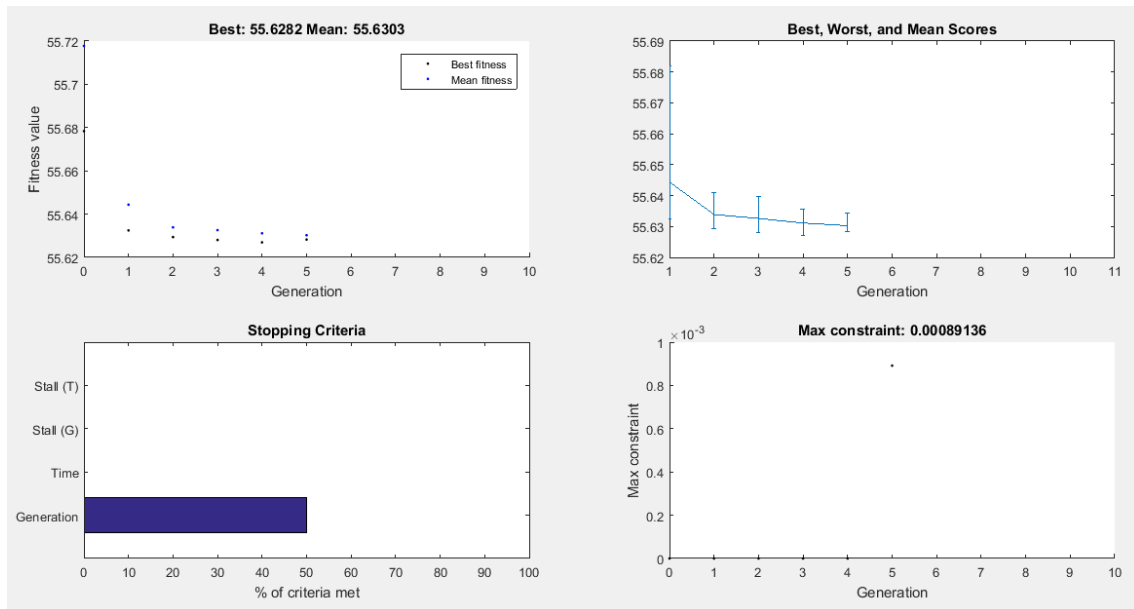 Best: 55.6282 Mean: 55.6303
55.72
55.7
55.68
55.66
55.64
55.62
Fitness value
Best fitness
Mean fitness
0 1 2 3 4 5 6 7 8 9 10
Generation
Best, Worst, and Mean Scores
55.69
55.68
55.67
55.66
55.65
55.64
55.63
55.62
1 2 3 4 5 6 7 8 9 10 11
Generation
Stopping Criteria
Stall (T)
Stall (G)
Time
Generation
0 10 20 30 40 50 60 70 80 90 100
% of criteria met
Max constraint: 0.00089136
×10⁻³
1
0.8
0.6
0.4
0.2
0
Max constraint
0 1 2 3 4 5 6 7 8 9 10
Generation